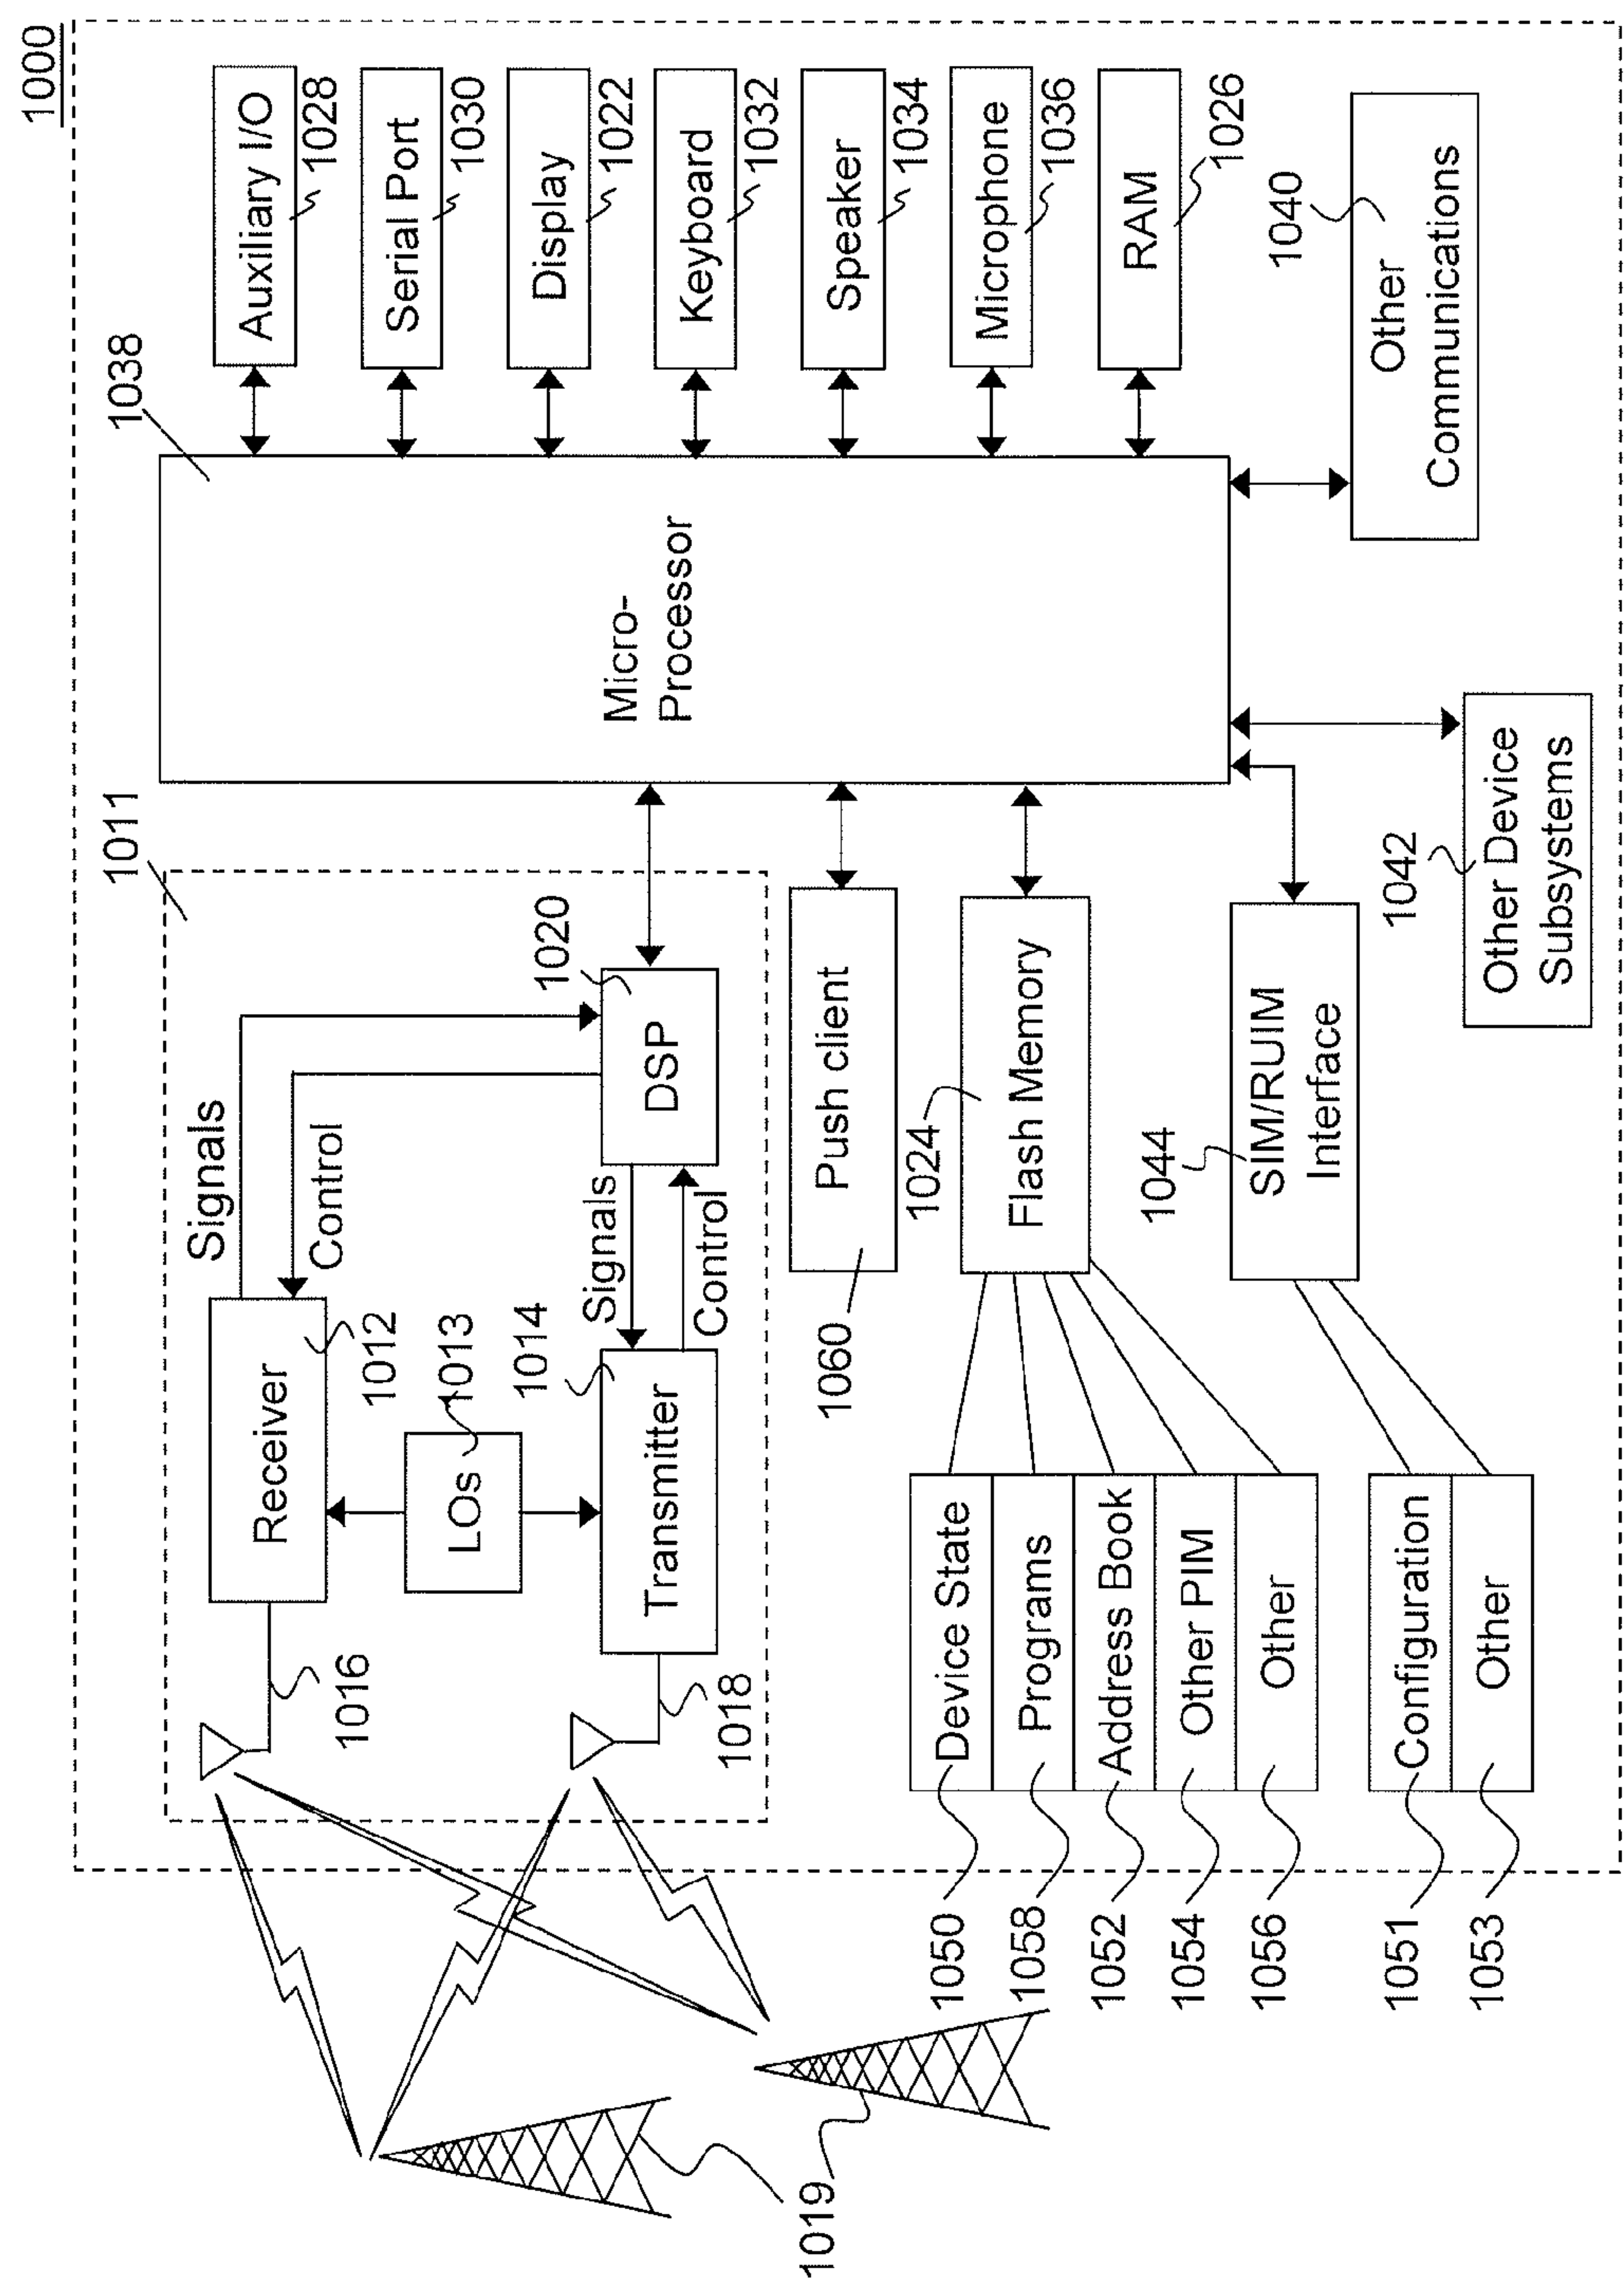 1000
1038
1011
Auxiliary I/O
1028
Serial Port
1030
Display
1022
Keyboard
1032
Speaker
1034
Microphone
1036
RAM
1026
Micro-
Processor
Other
Communications
1040
Other Device
Subsystems
1042
Signals
Control
Receiver
1012
LOs
1013
1014
Transmitter
Signals
Control
DSP
1020
1016
1018
1019
Push client
1060
Flash Memory
1024
SIM/RUIM
Interface
1044
Device State
1050
Programs
1058
Address Book
1052
Other PIM
1054
Other
1056
Configuration
1051
Other
1053